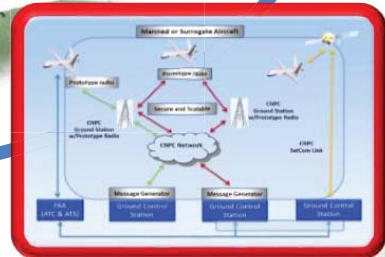 Manned or Surrogate Aircraft
Prototype radio
Prototype radio
Secure and Scalable
CNPC
Ground Station
w/Prototype Radio
CNPC
Ground Station
w/Prototype Radio
CNPC
SatCom Link
CNPC Network
Message Generator
Message Generator
FAA
(ATC & ATS)
Ground Control
Station
Ground Control
Station
Ground Control
Station